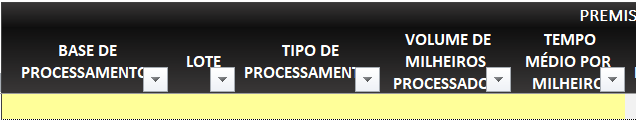 PREMIS
BASE DE
PROCESSAMENTO
LOTE
TIPO DE
PROCESSAMENT
VOLUME DE
MILHEIROS
PROCESSADO
TEMPO
MÉDIO POR
MILHEIRO